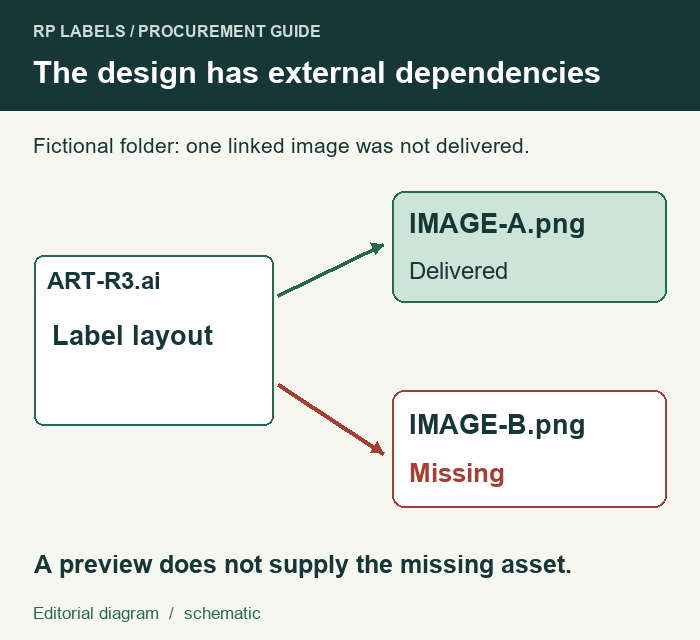 RP LABELS / PROCUREMENT GUIDE
The design has external dependencies
Fictional folder: one linked image was not delivered.
ART-R3.ai
Label layout
IMAGE-A.png
Delivered
IMAGE-B.png
Missing
A preview does not supply the missing asset.
Editorial diagram / schematic